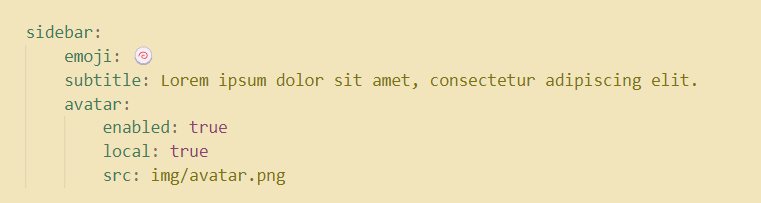 sidebar:
emoji: 🍥
subtitle: Lorem ipsum dolor sit amet, consectetur adipiscing elit.
avatar:
enabled: true
local: true
src: img/avatar.png